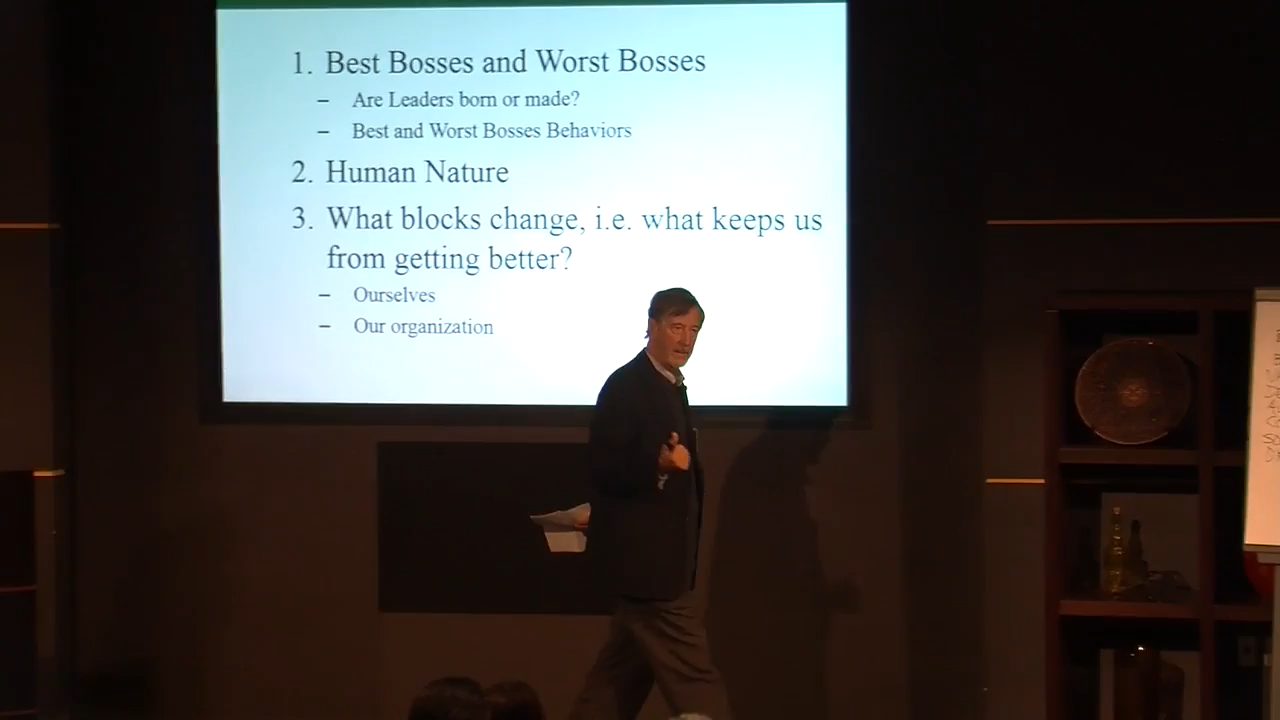 1. Best Bosses and Worst Bosses
– Are Leaders born or made?
– Best and Worst Bosses Behaviors
2. Human Nature
3. What blocks change, i.e. what keeps us
from getting better?
– Ourselves
– Our organization